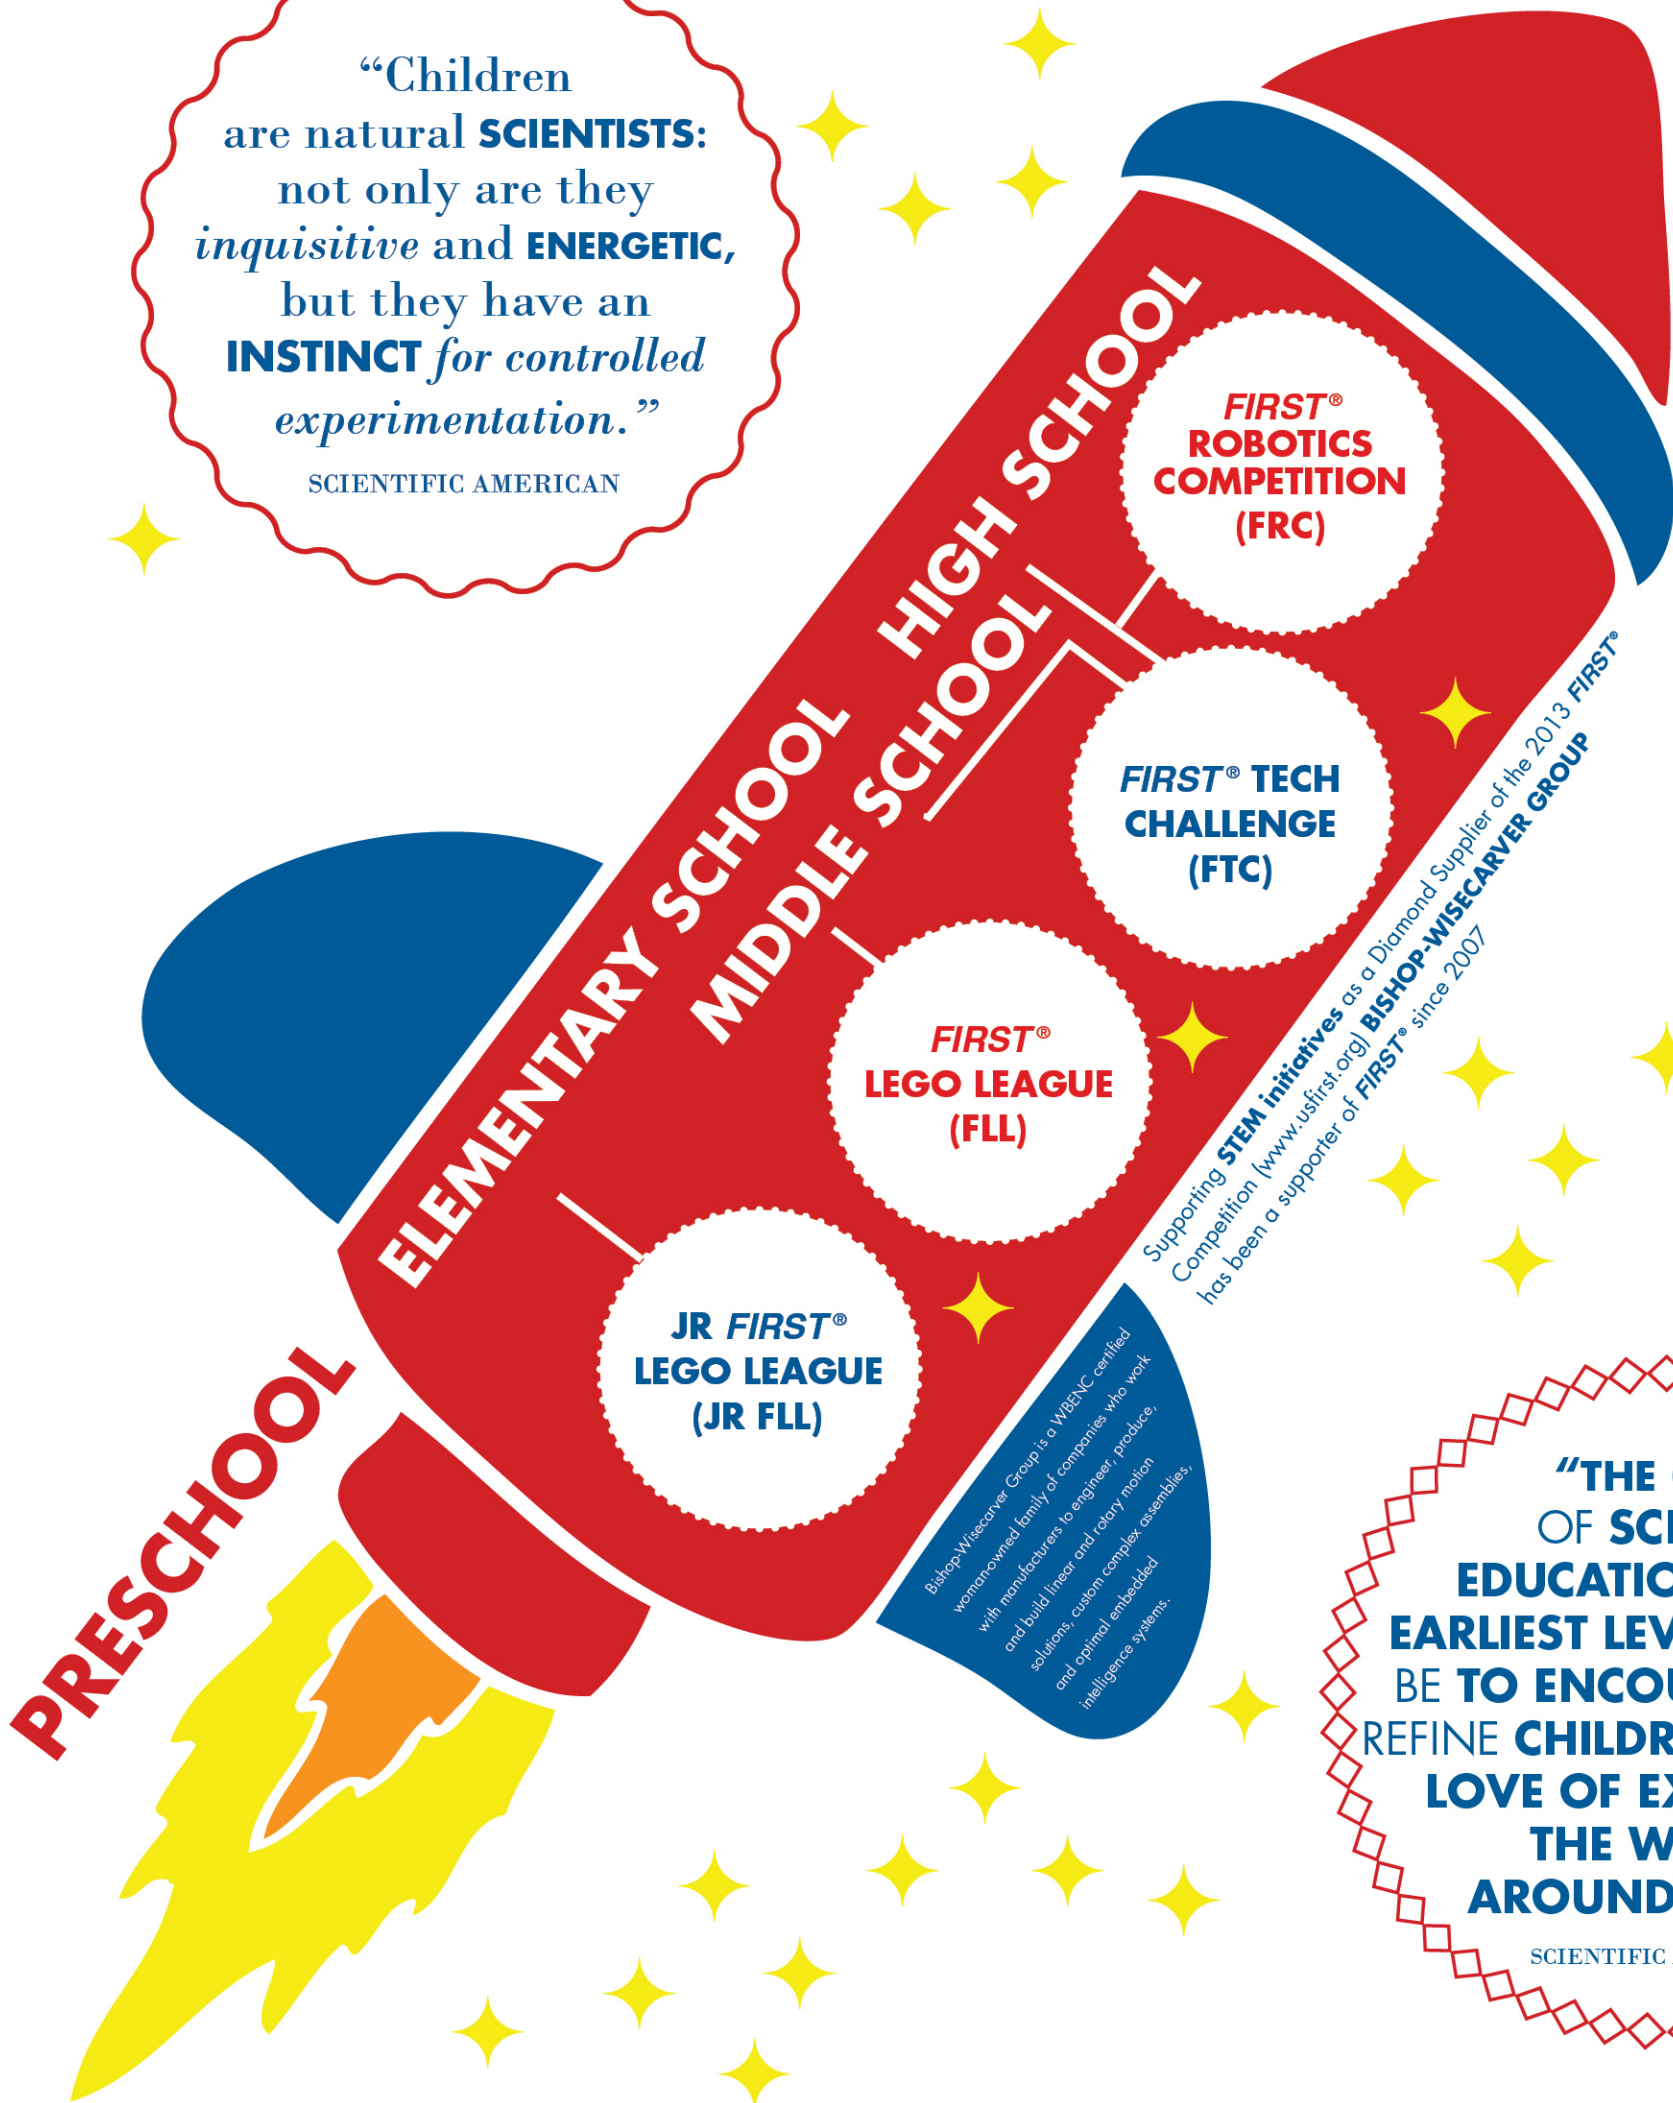 “Children
are natural SCIENTISTS:
not only are they
inquisitive and ENERGETIC,
but they have an
INSTINCT for controlled
experimentation.”
SCIENTIFIC AMERICAN
HIGH SCHOOL
MIDDLE SCHOOL
ELEMENTARY SCHOOL
PRESCHOOL
FIRST®
ROBOTICS
COMPETITION
(FRC)
FIRST® TECH
CHALLENGE
(FTC)
FIRST®
LEGO LEAGUE
(FLL)
JR FIRST®
LEGO LEAGUE
(JR FLL)
Supporting STEM initiatives as a Diamond Supplier of the 2013 FIRST®
Competition (www.usfirst.org) BISHOP-WISECARVER GROUP
has been a supporter of FIRST® since 2007
Bishop-Wisecarver Group is a WBENC certified
woman-owned family of companies who work
with manufacturers to engineer, produce,
and build linear and rotary motion
solutions, custom complex assemblies,
and optimal embedded
intelligence systems.
“THE
OF SCI
EDUCATIO
EARLIEST LEV
BE TO ENCOU
REFINE CHILDR
LOVE OF EX
THE W
AROUND
SCIENTIFIC